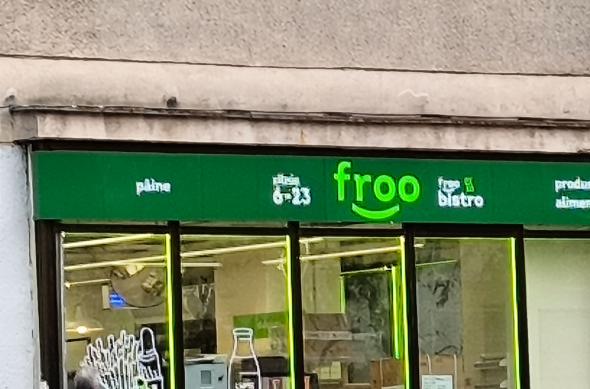 pâine
zilnic
6-23
froo
froo
bistro
produ
alimen